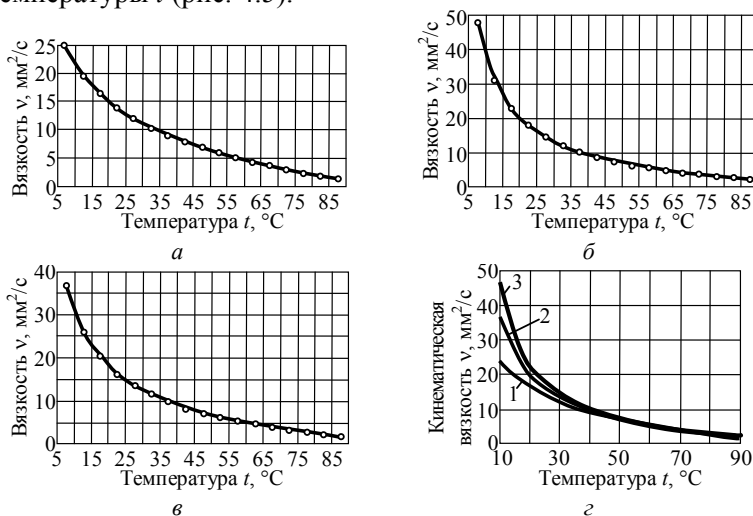 емпературы t (рис. 4.3).
Вязкость ν, мм²/с
25
20
15
10
5
0
5 15 25 35 45 55 65 75 85
Температура t, °С
а
Вязкость ν, мм²/с
50
40
30
20
10
0
5 15 25 35 45 55 65 75 85
Температура t, °С
б
Вязкость ν, мм²/с
40
30
20
10
0
5 15 25 35 45 55 65 75 85
Температура t, °С
в
Кинематическая
вязкость ν, мм²/с
50
40
30
20
10
0
3
2
1
10 30 50 70 90
Температура t, °С
г